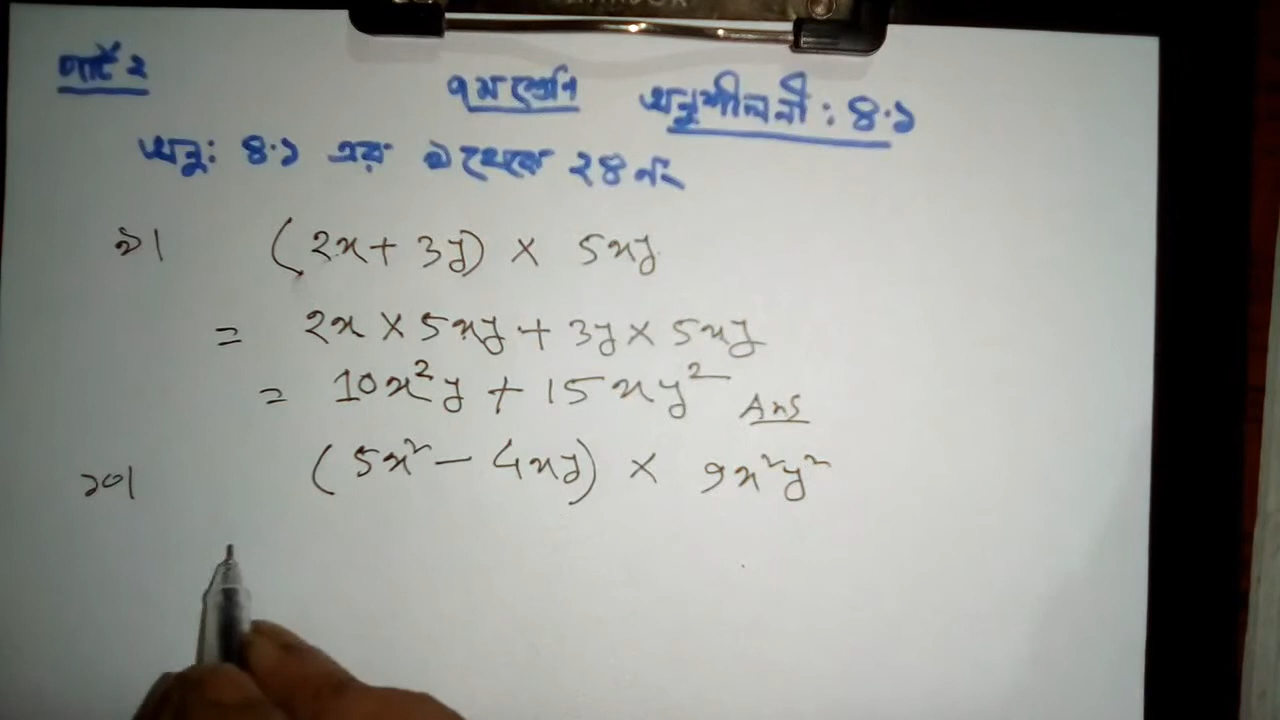 পার্ট ২
৭ম শ্রেণি অনুশীলনী : ৪.১
অনু: ৪.১ এর ৯ থেকে ২৪ নং
৯। (2x + 3y) × 5xy
= 2x × 5xy + 3y × 5xy
= 10x²y + 15xy² Ans
১০। (5x² - 4xy) × 9x²y²